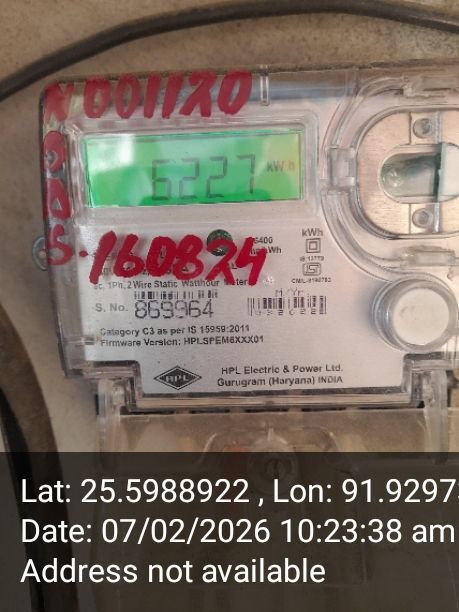 N 001120
O
D
S-160824
6227 kWh
6400
kWh
IS 13779
CM/L-8190783
ac, 1Ph, 2 Wire Static Watthour Meter
M/Yr.
S. No. 869964
Category C3 as per IS 15959:2011
Firmware Version: HPLSPEM6XXX01
HPL
HPL Electric & Power Ltd.
Gurugram (Haryana) INDIA
Lat: 25.5988922 , Lon: 91.9297
Date: 07/02/2026 10:23:38 am
Address not available